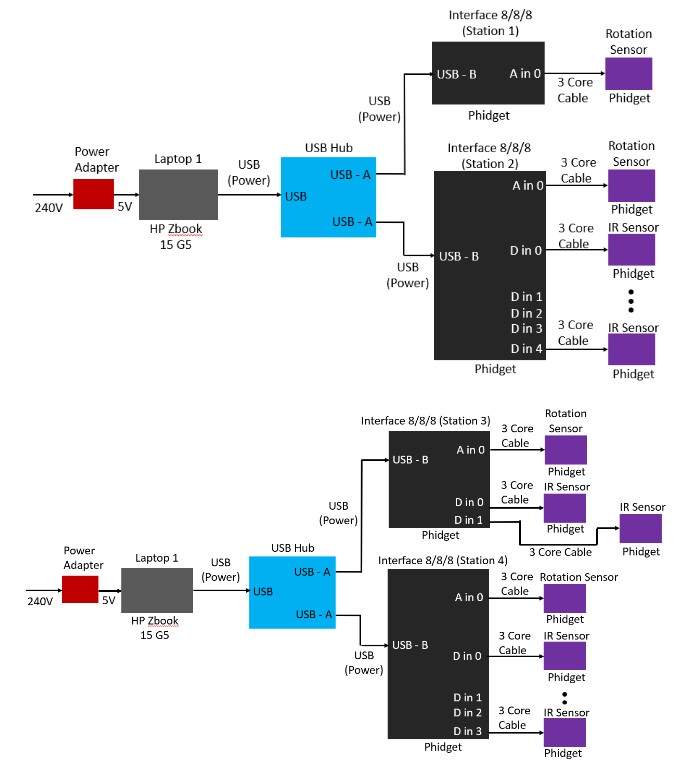 Interface 8/8/8
(Station 1)
Rotation
Sensor
USB - B
A in 0
3 Core
Cable
Phidget
Phidget
USB
(Power)
Interface 8/8/8
(Station 2)
Rotation
Sensor
Power
Adapter
Laptop 1
USB
(Power)
USB Hub
USB - A
USB
USB - A
240V
5V
HP Zbook
15 G5
USB
(Power)
A in 0
3 Core
Cable
Phidget
IR Sensor
USB - B
D in 0
3 Core
Cable
Phidget
D in 1
D in 2
D in 3
D in 4
3 Core
Cable
IR Sensor
Phidget
Phidget
Interface 8/8/8 (Station 3)
Rotation
Sensor
A in 0
3 Core
Cable
USB - B
Phidget
IR Sensor
D in 0
3 Core
Cable
IR Sensor
D in 1
Phidget
Phidget
3 Core Cable
Phidget
USB
(Power)
Power
Adapter
Laptop 1
USB
(Power)
USB Hub
USB - A
USB
USB - A
240V
5V
HP Zbook
15 G5
USB
(Power)
Interface 8/8/8 (Station 4)
3 Core
Cable
Rotation Sensor
A in 0
Phidget
USB - B
D in 0
3 Core
Cable
IR Sensor
Phidget
D in 1
D in 2
D in 3
3 Core
Cable
IR Sensor
Phidget
Phidget